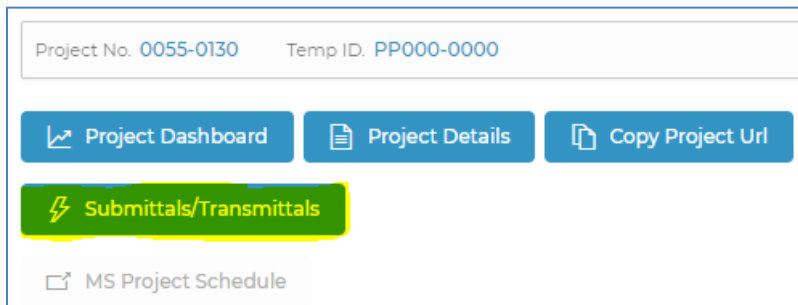 Project No. 0055-0130 Temp ID. PP000-0000
Project Dashboard Project Details Copy Project Url
Submittals/Transmittals
MS Project Schedule